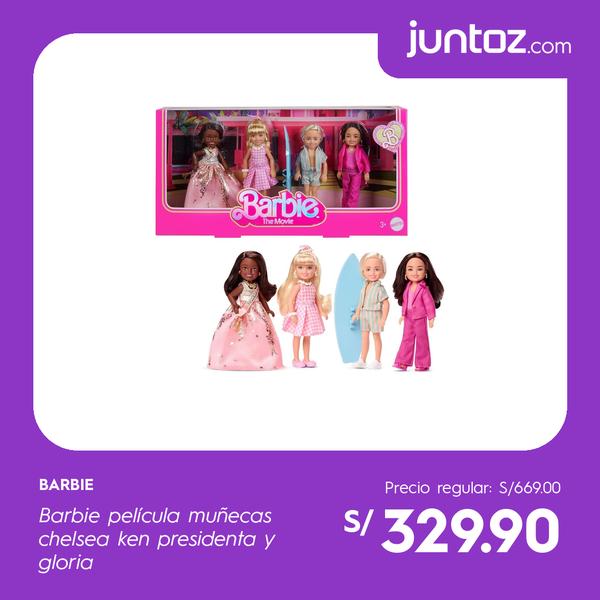 juntoz.com
B
Barbie
The Movie
3+
BARBIE
Barbie película muñecas
chelsea ken presidenta y
gloria
Precio regular: S/669.00
S/ 329.90